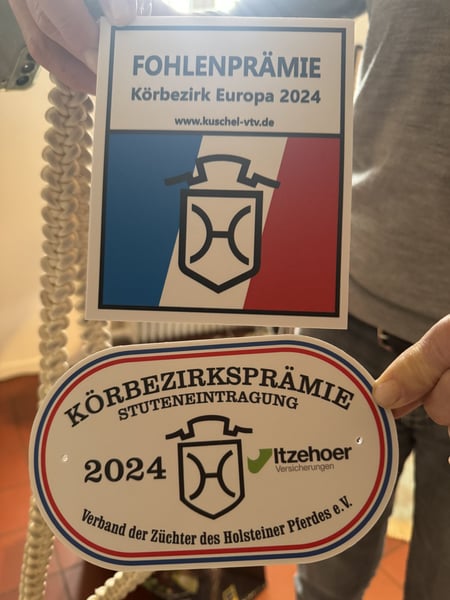 FOHLENPRÄMIE
Körbezirk Europa 2024
www.kuschel-vtv.de
KÖRBEZIRKSPRÄMIE
STUTENEINTRAGUNG
2024
Itzehoer
Versicherungen
Verband der Züchter des Holsteiner Pferdes e.V.